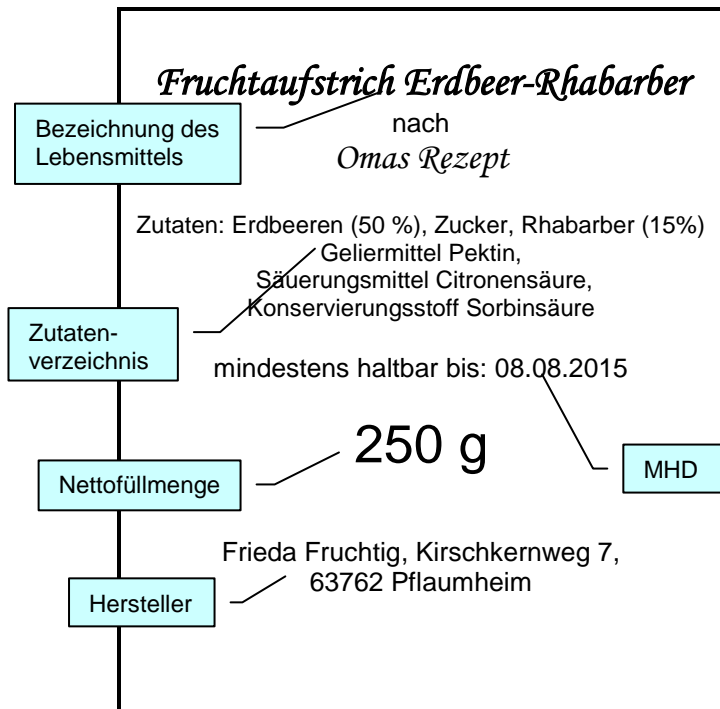 Fruchtaufstrich Erdbeer-Rhabarber
nach
Omas Rezept
Bezeichnung des
Lebensmittels
Zutaten: Erdbeeren (50 %), Zucker, Rhabarber (15%)
Geliermittel Pektin,
Säuerungsmittel Citronensäure,
Konservierungsstoff Sorbinsäure
Zutaten-
verzeichnis
mindestens haltbar bis: 08.08.2015
250 g
MHD
Nettofüllmenge
Frieda Fruchtig, Kirschkernweg 7,
63762 Pflaumheim
Hersteller